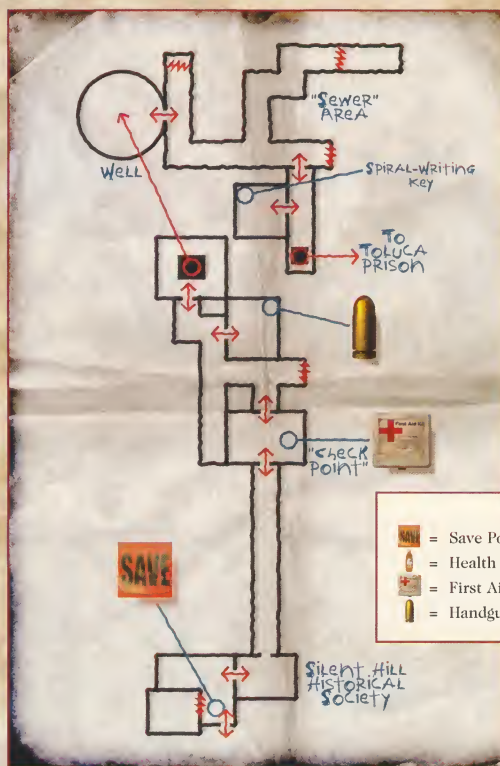 "SEWER"
AREA
WELL
SPIRAL-WRITING
KEY
TO
TOLUCA
PRISON
First Aid Kit
"CHECK
POINT"
SAVE
SAVE = Save Po
= Health
= First Ai
= Handgu
SILENT HILL
HISTORICAL
SOCIETY